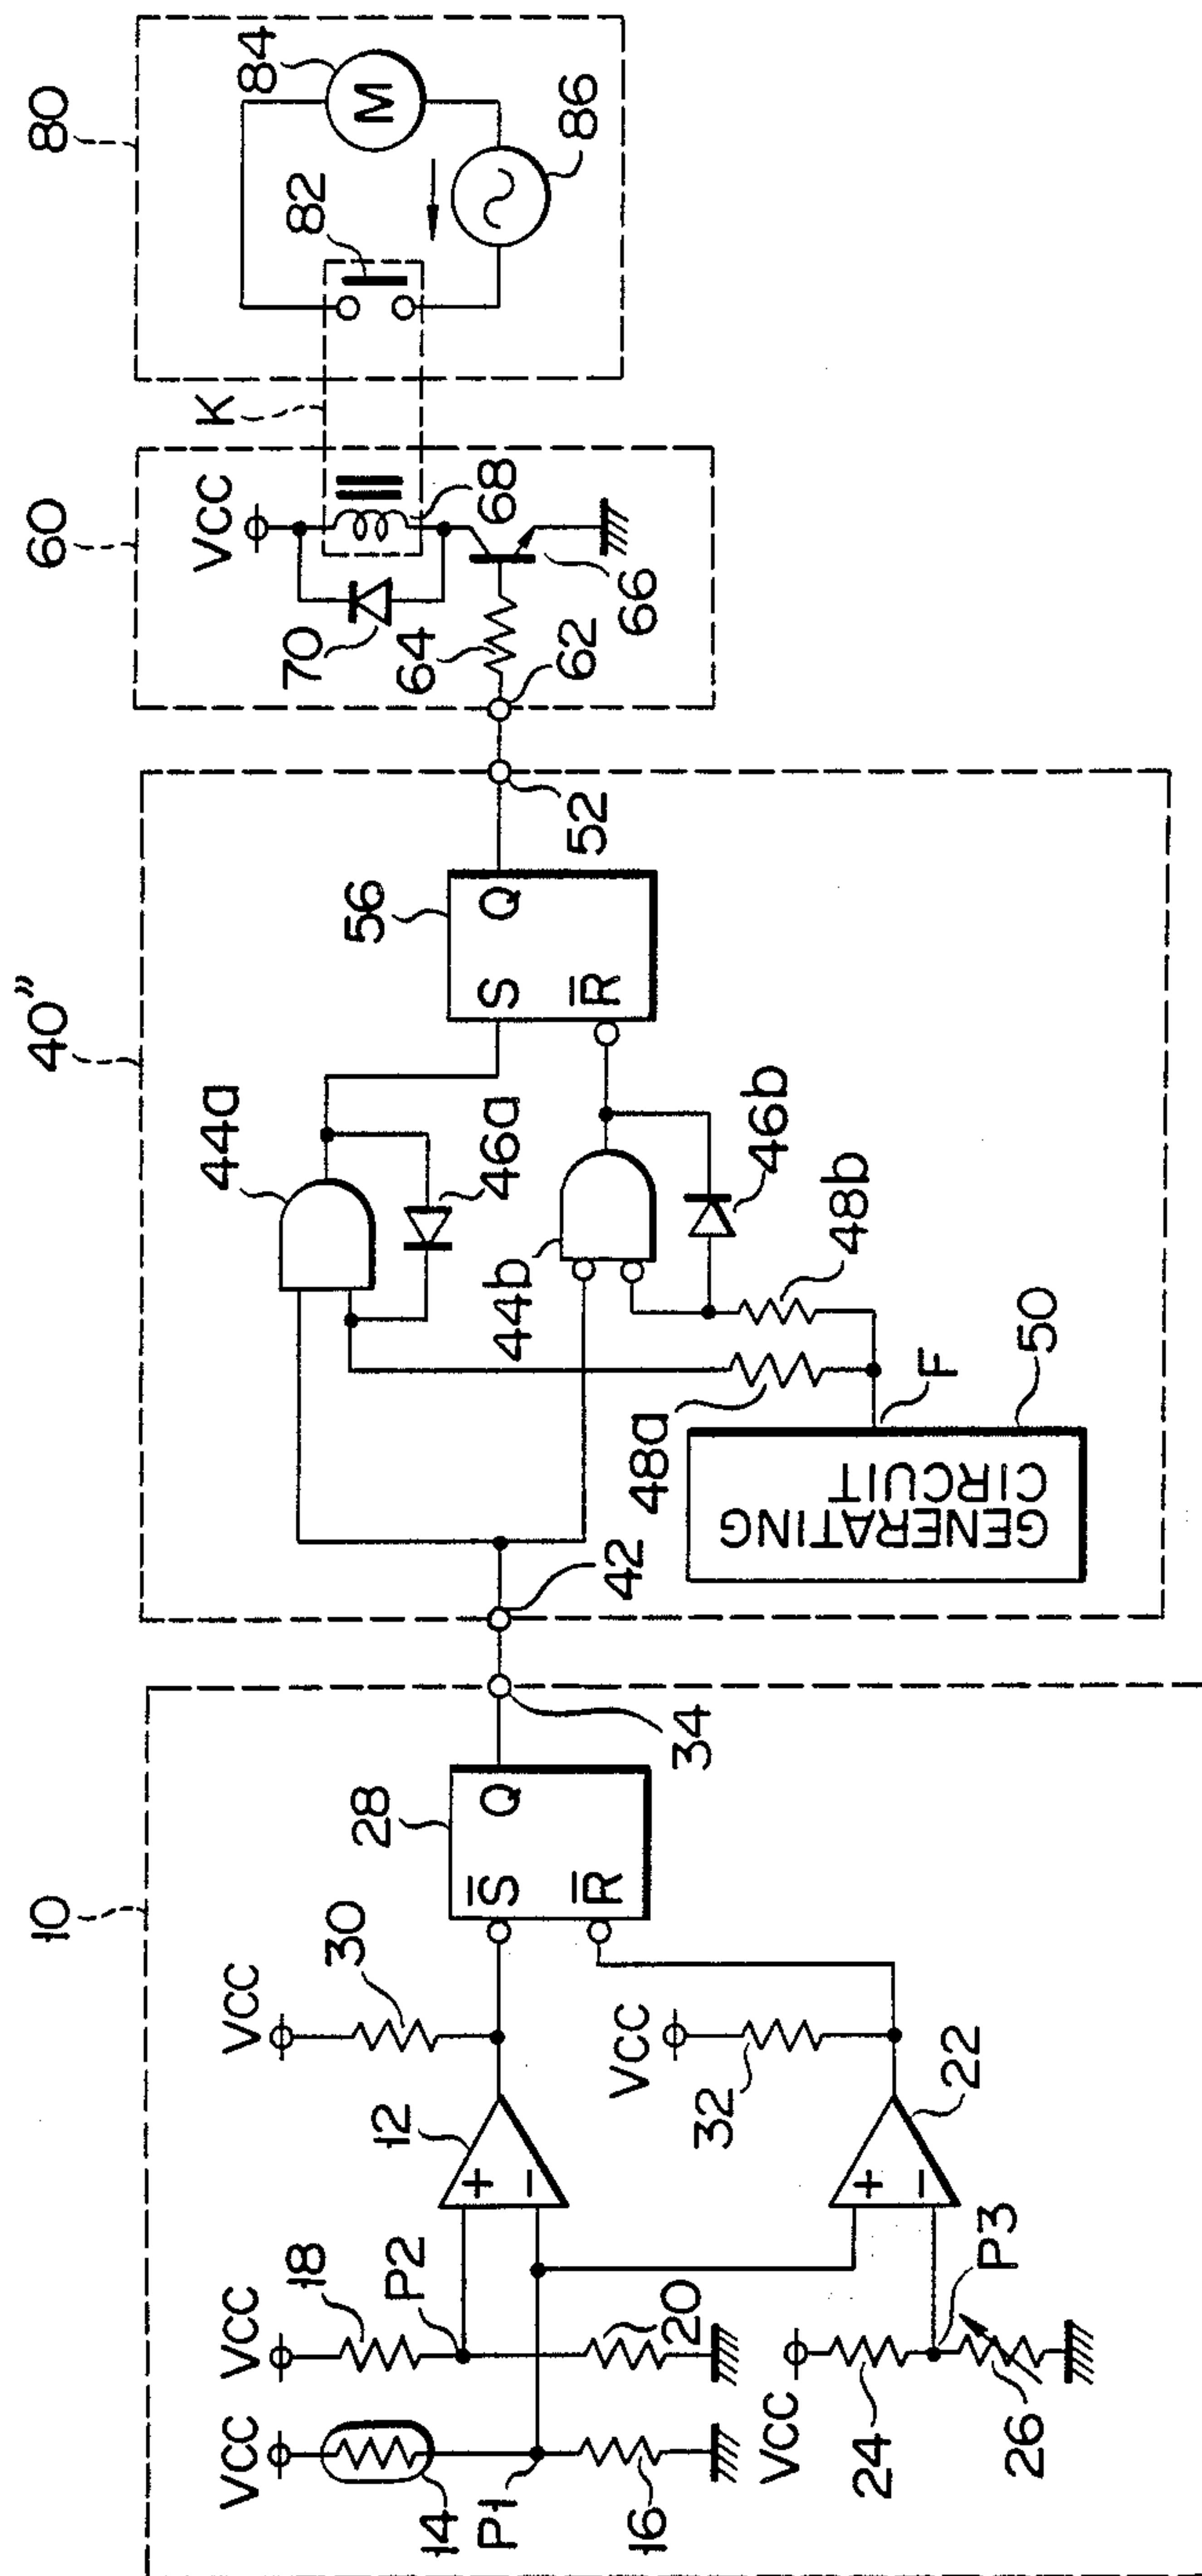 10
40”
60
80
VCC
14
P1
16
VCC
18
P2
20
12
+
−
VCC
30
VCC
24
26
P3
+
−
22
VCC
32
28
S
R
Q
34
42
44a
46a
44b
46b
48a
48b
F
GENERATING
CIRCUIT
50
56
S
R
Q
52
62
64
66
68
70
VCC
K
82
84
M
86